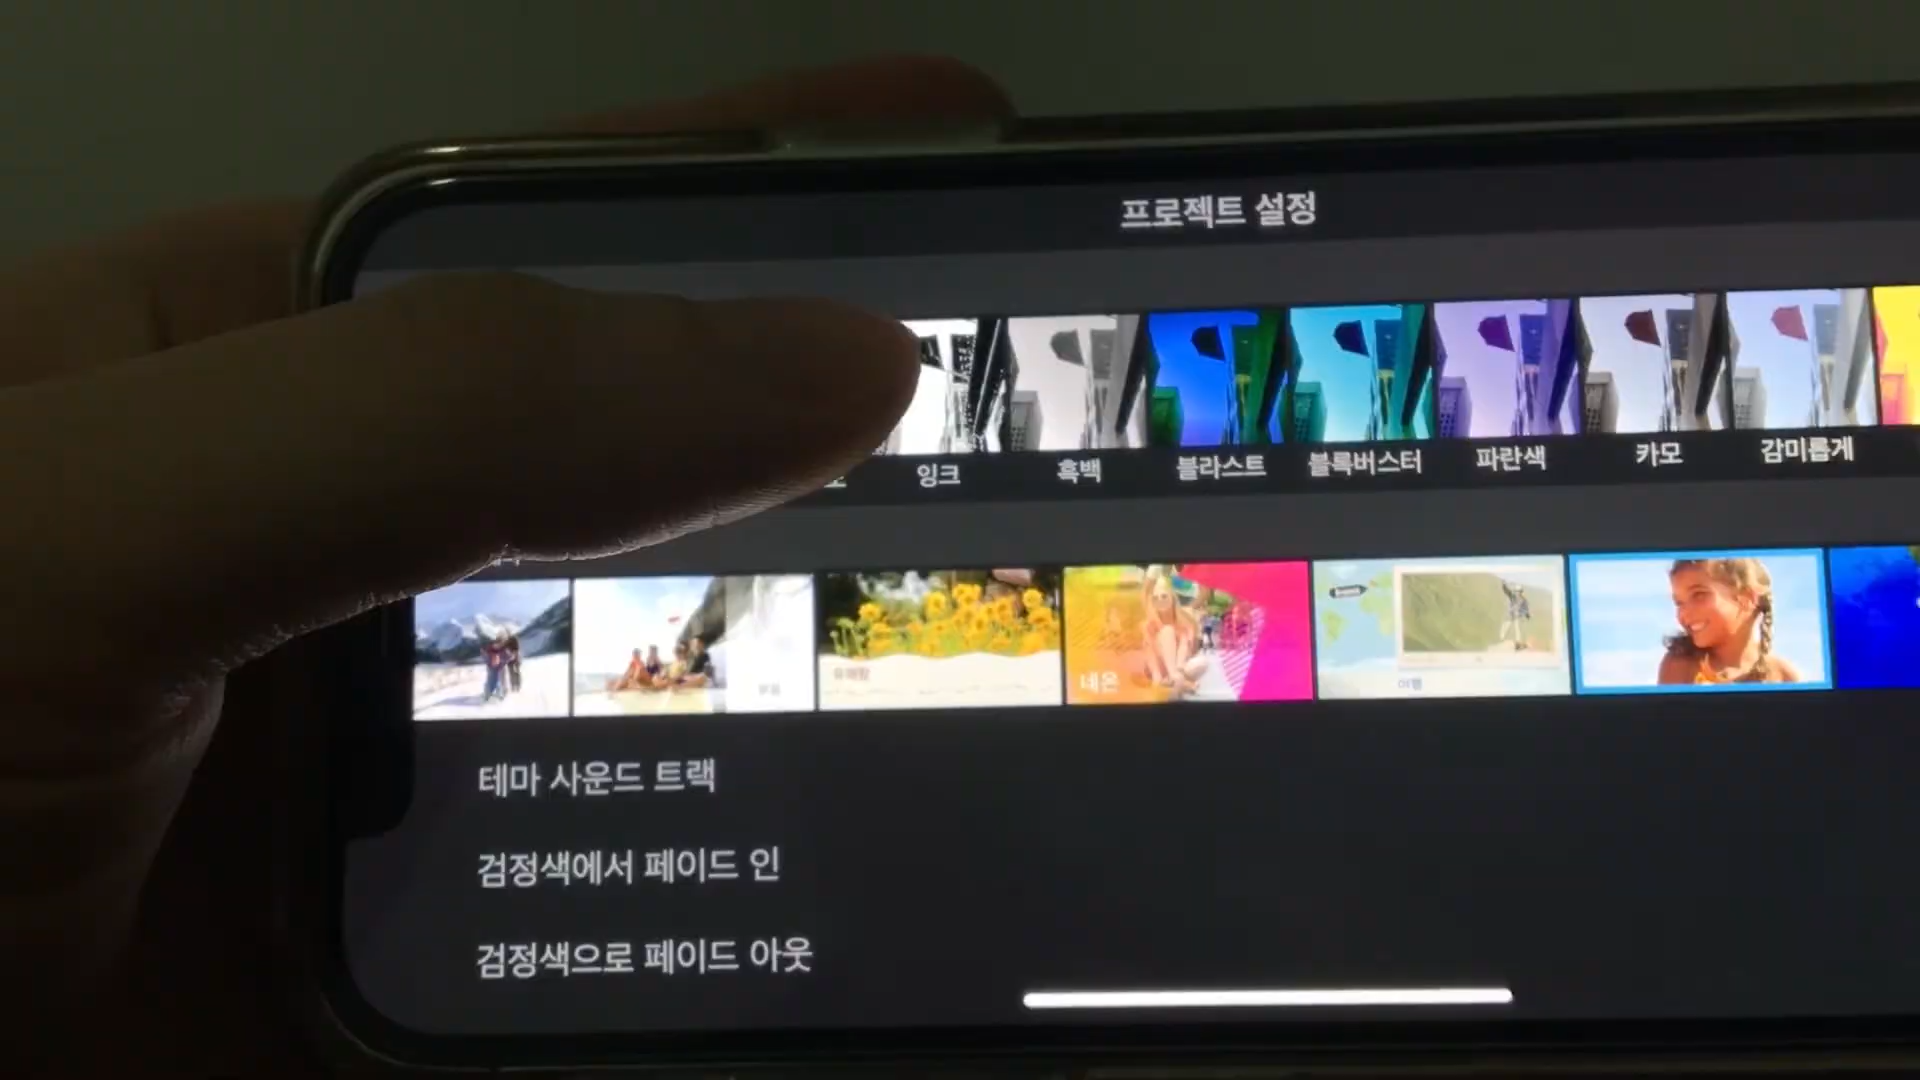 프로젝트 설정
잉크 흑백 블라스트 블록버스터 파란색 카모 감미롭게
네온 여행
테마 사운드 트랙
검정색에서 페이드 인
검정색으로 페이드 아웃